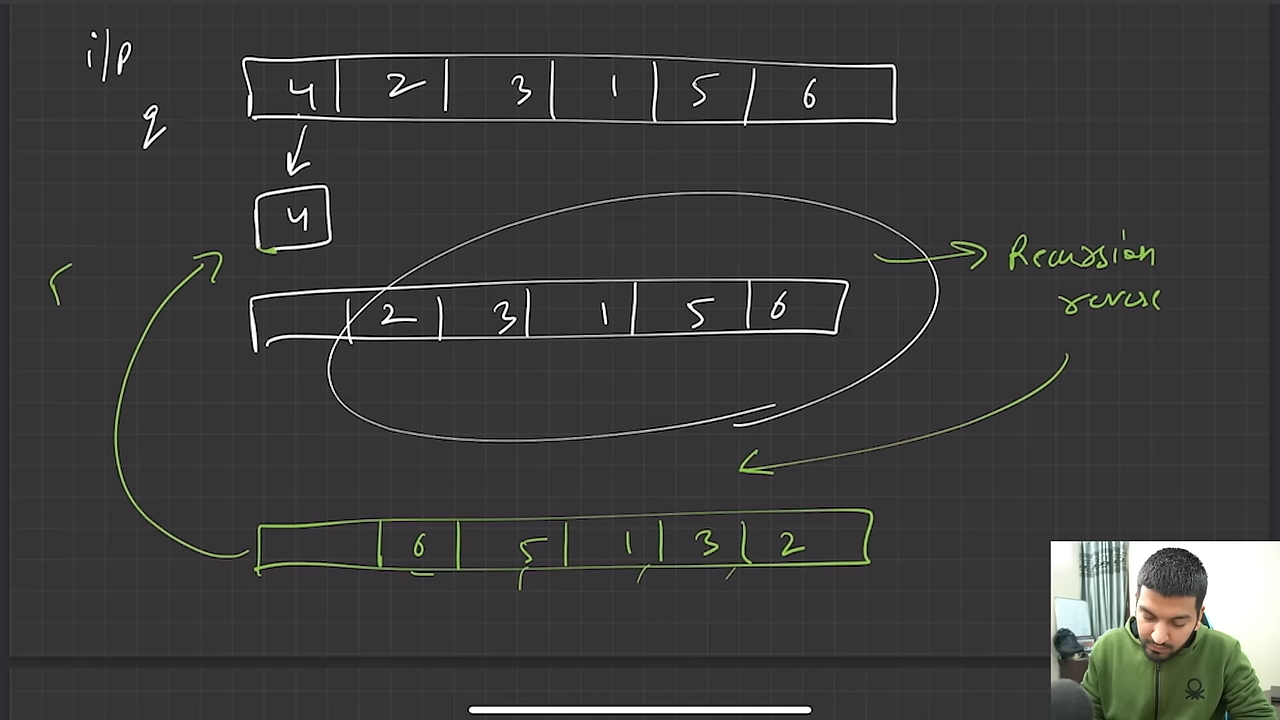 i/p
q
4 2 3 1 5 6
4
2 3 1 5 6
Recursion
reverse
6 5 1 3 2